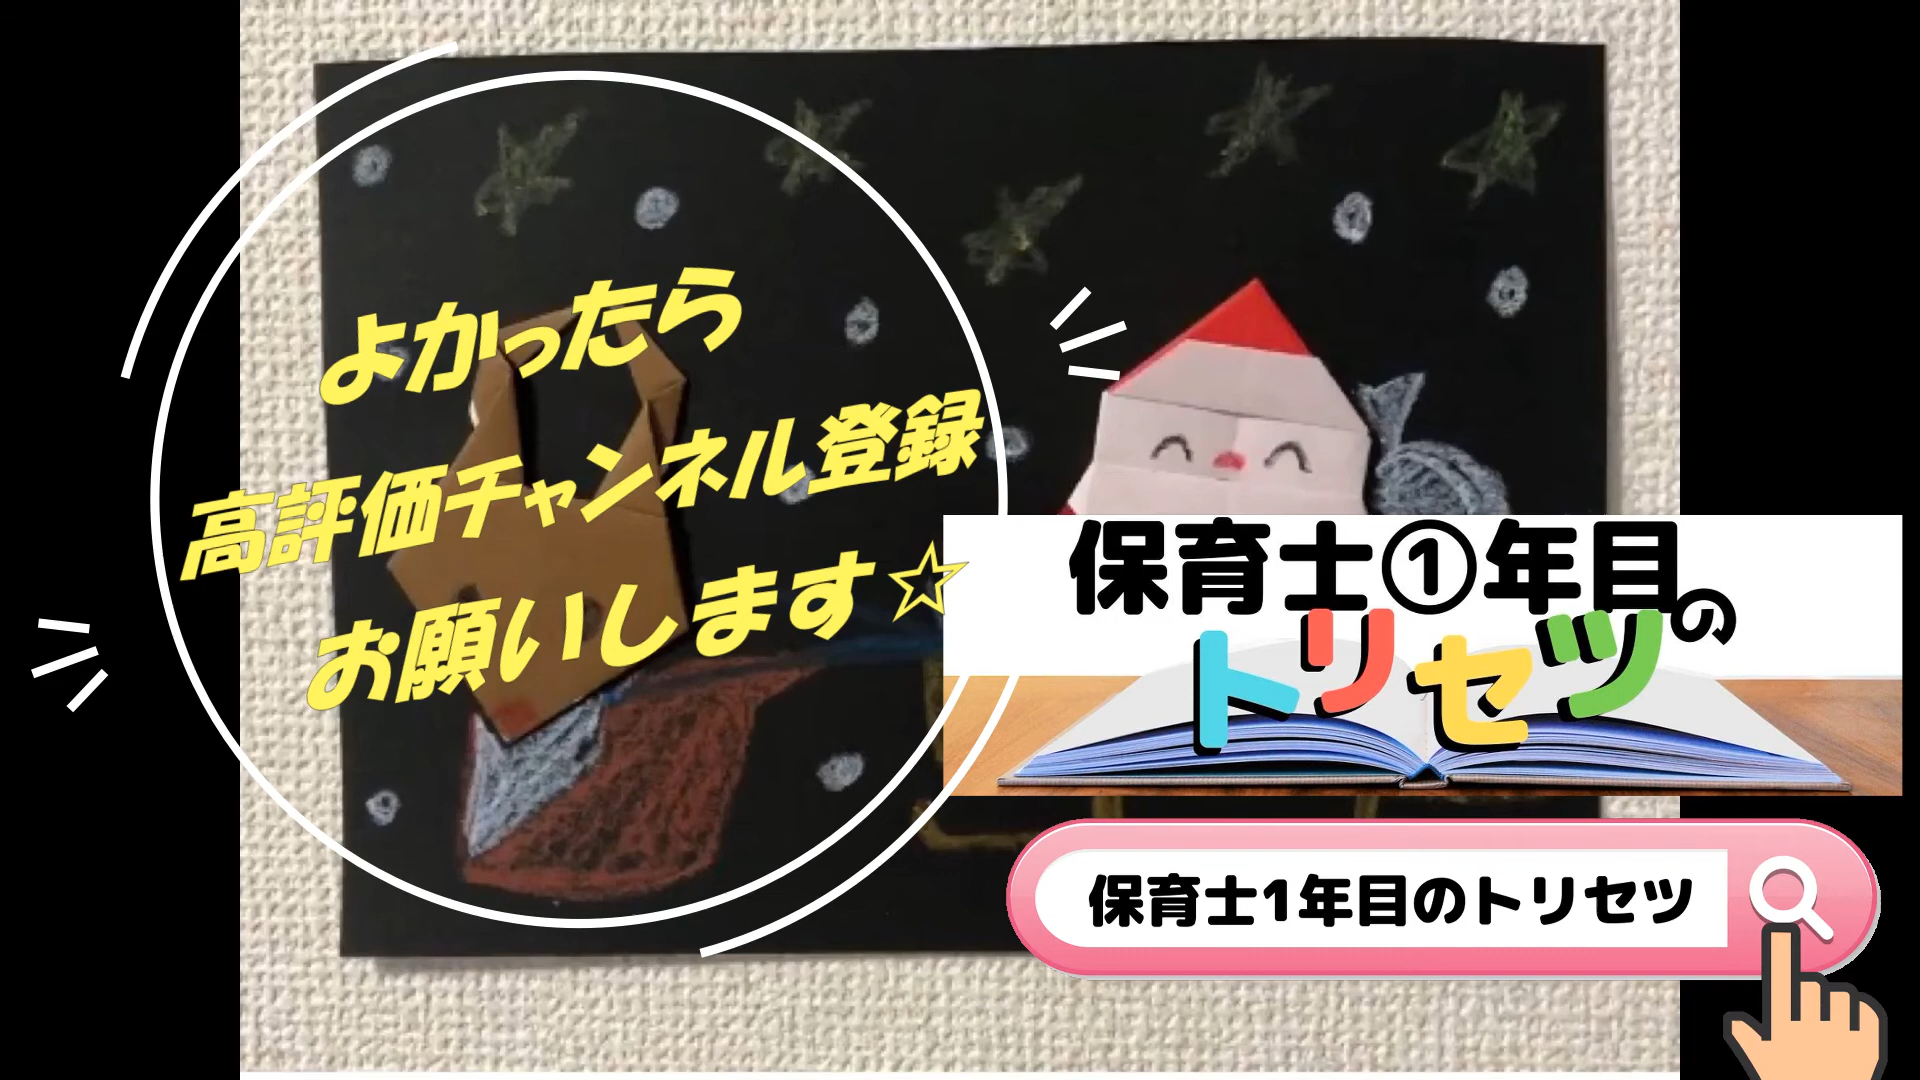 よかったら
高評価チャンネル登録
お願いします☆
保育士①年目の
トリセツ
保育士1年目のトリセツ